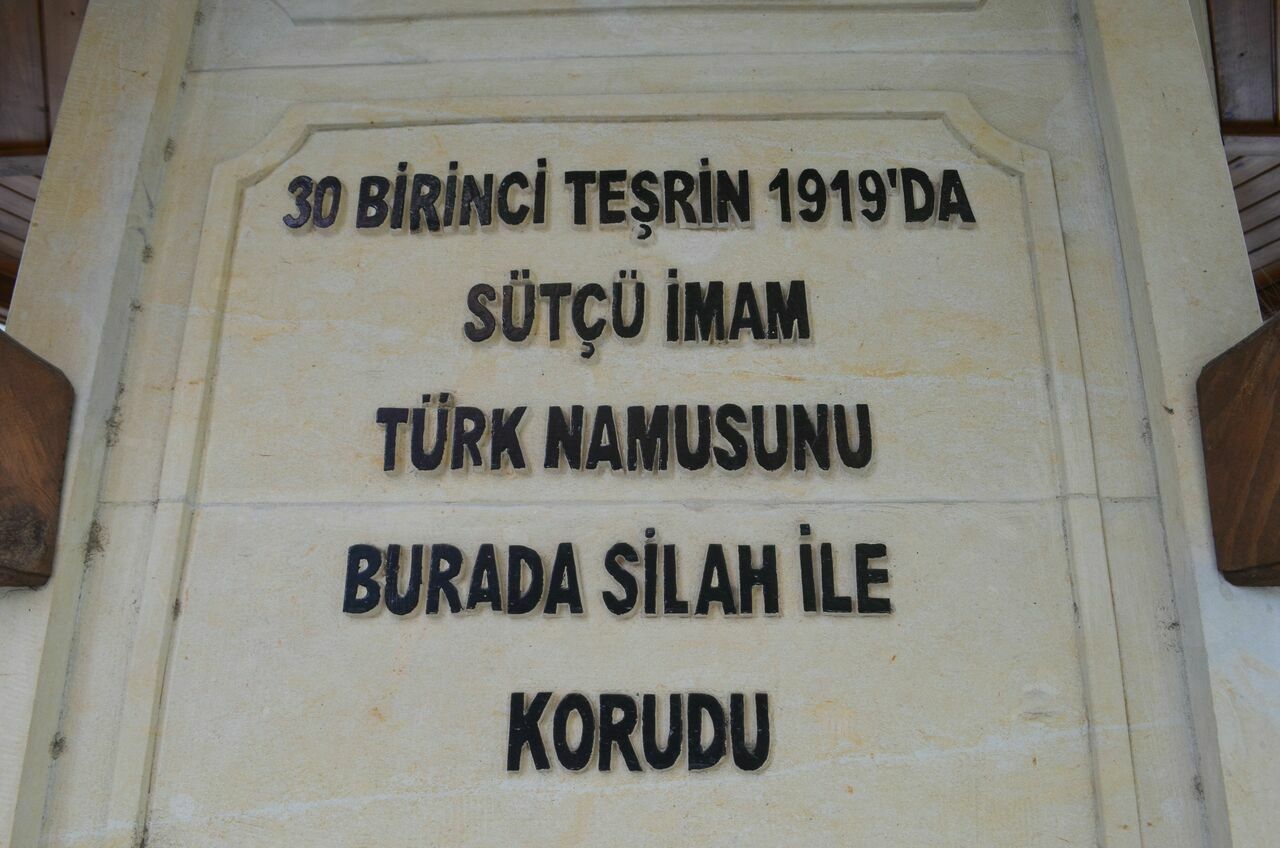 30 BİRİNCİ TEŞRİN 1919'DA
SÜTÇÜ İMAM
TÜRK NAMUSUNU
BURADA SİLAH İLE
KORUDU